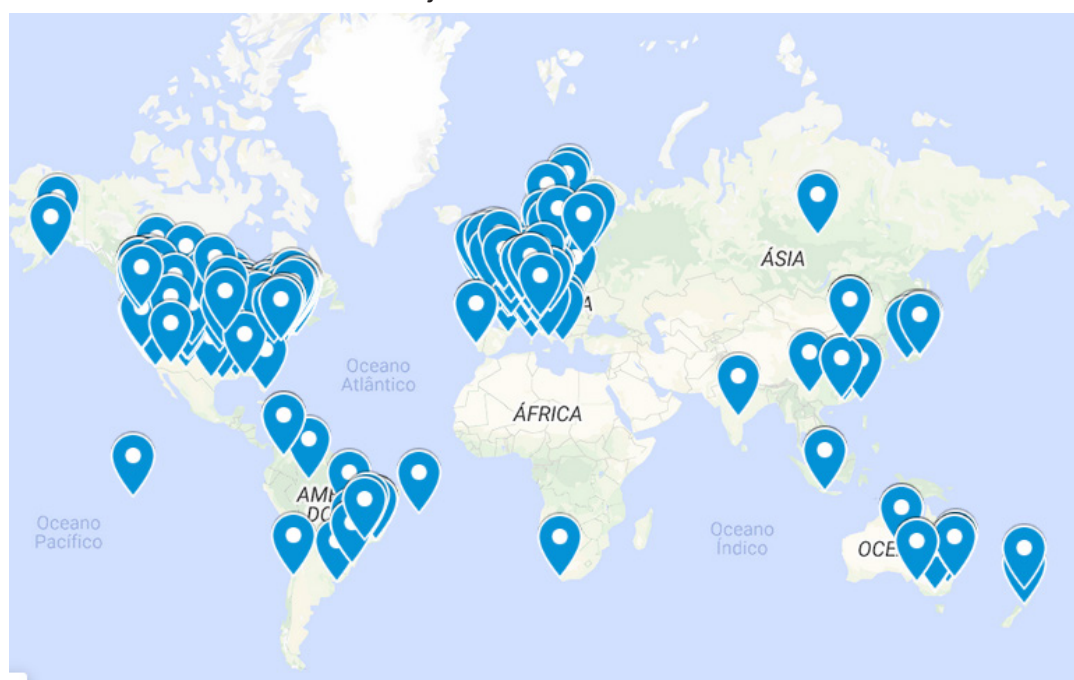 ÁSIA
Oceano
Atlântico
ÁFRICA
Oceano
Pacífico
Oceano
Índico